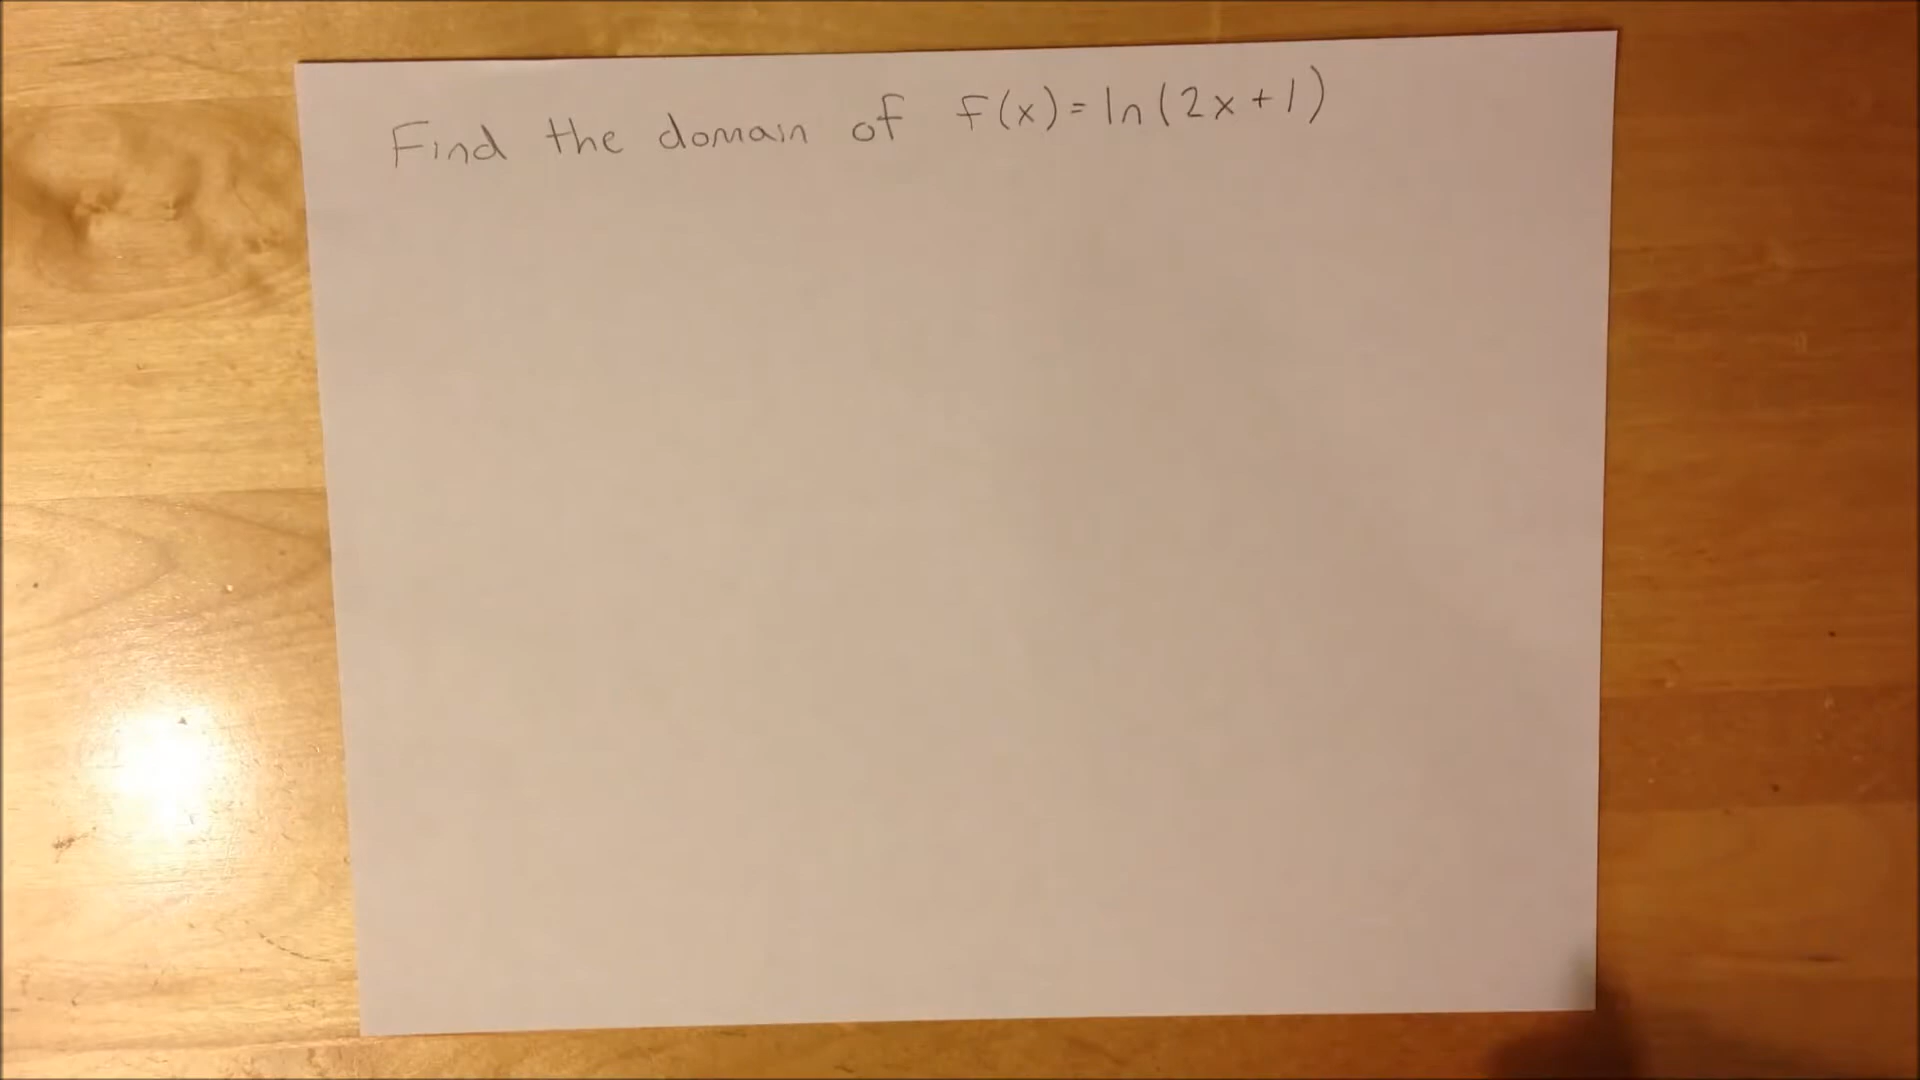 Find the domain of f(x)=ln(2x+1)